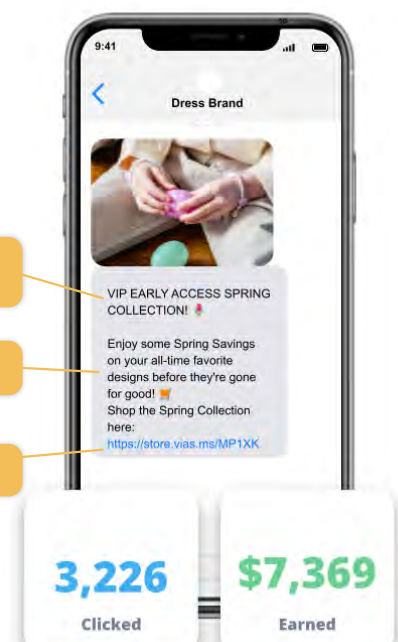 9:41
Dress Brand
VIP EARLY ACCESS SPRING
COLLECTION! 🌷
Enjoy some Spring Savings
on your all-time favorite
designs before they're gone
for good! 🛒
Shop the Spring Collection
here:
https://store.vias.ms/MP1XK
3,226
Clicked
$7,369
Earned